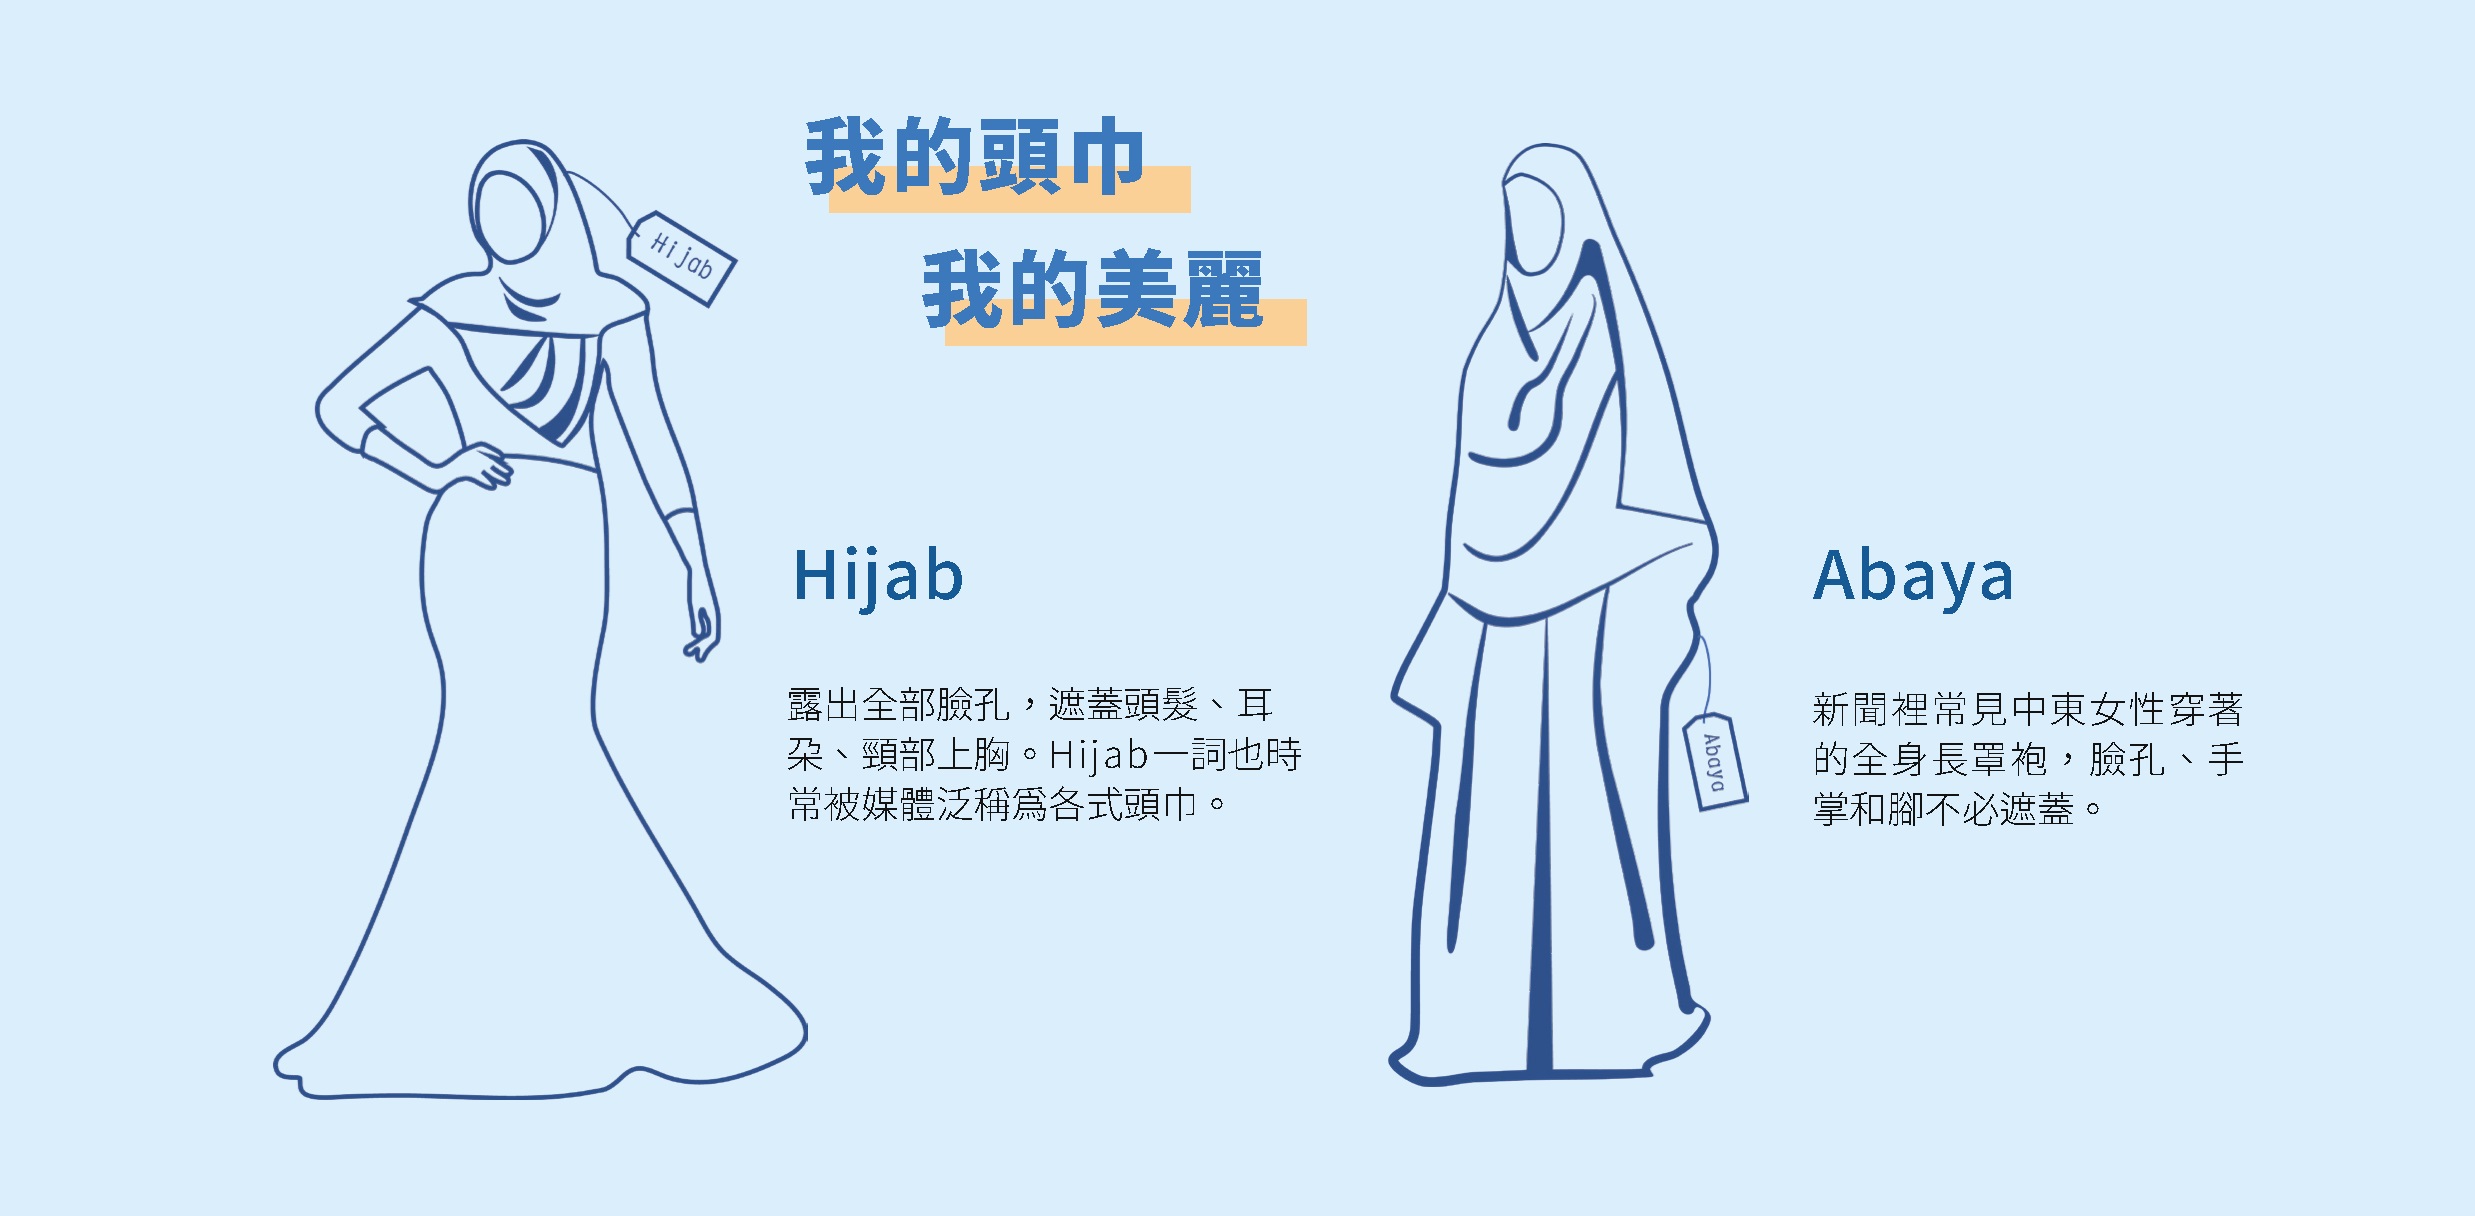 我的頭巾
我的美麗
Hijab
Hijab
露出全部臉孔，遮蓋頭髮、耳
朵、頸部上胸。Hijab一詞也時
常被媒體泛稱爲各式頭巾。
Abaya
Abaya
新聞裡常見中東女性穿著
的全身長罩袍，臉孔、手
掌和腳不必遮蓋。